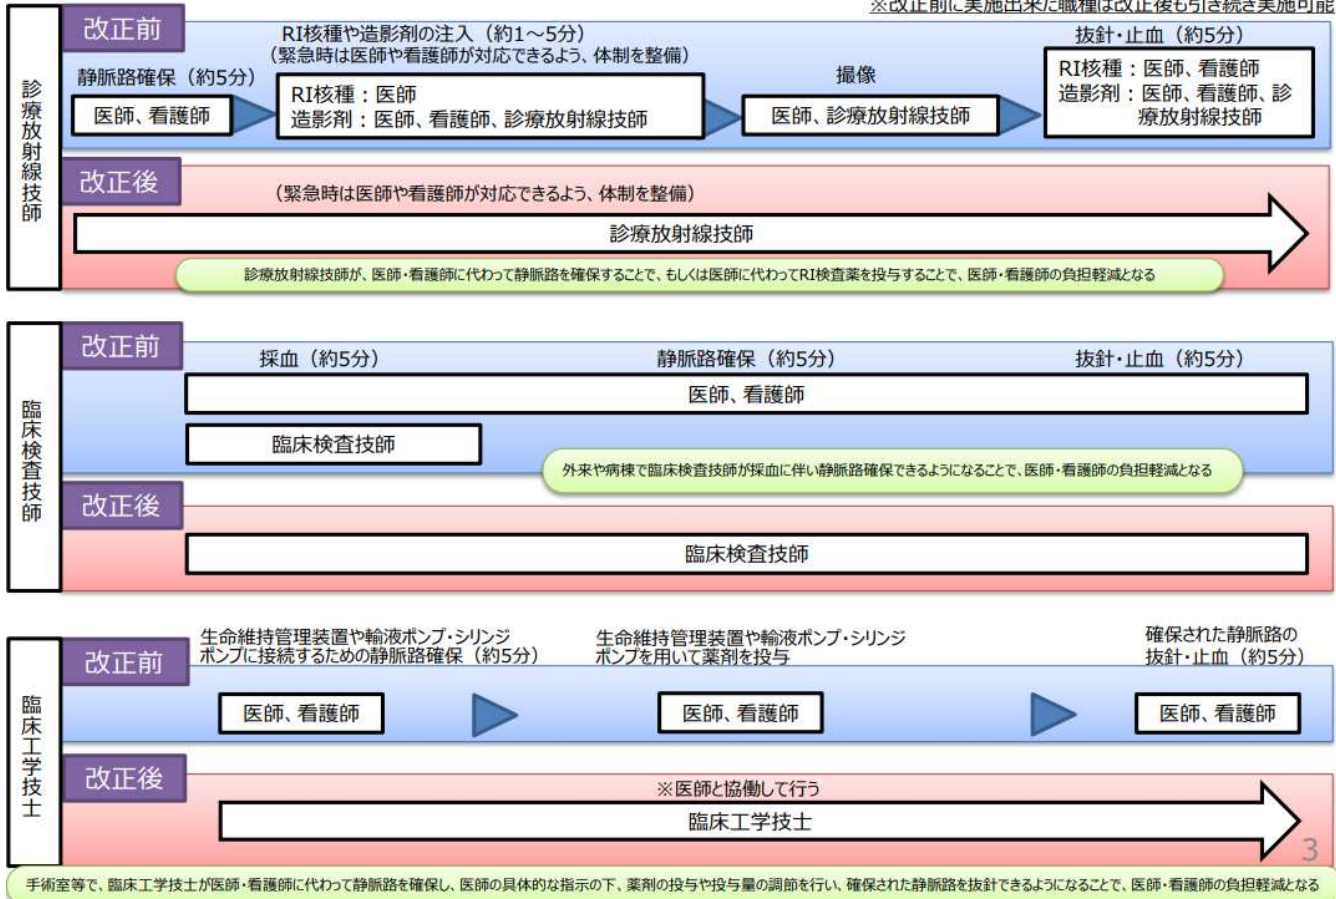 ※改正前に実施出来た職種は改正後も引き続き実施可能
診療放射線技師
改正前
静脈路確保（約5分）
医師、看護師
RI核種や造影剤の注入（約1～5分）
（緊急時は医師や看護師が対応できるよう、体制を整備）
RI核種：医師
造影剤：医師、看護師、診療放射線技師
撮像
医師、診療放射線技師
抜針・止血（約5分）
RI核種：医師、看護師
造影剤：医師、看護師、診
療放射線技師
改正後
（緊急時は医師や看護師が対応できるよう、体制を整備）
診療放射線技師
診療放射線技師が、医師・看護師に代わって静脈路を確保することで、もしくは医師に代わってRI検査薬を投与することで、医師・看護師の負担軽減となる
臨床検査技師
改正前
採血（約5分）
静脈路確保（約5分）
抜針・止血（約5分）
医師、看護師
臨床検査技師
外来や病棟で臨床検査技師が採血に伴い静脈路確保できるようになることで、医師・看護師の負担軽減となる
改正後
臨床検査技師
臨床工学技士
改正前
生命維持管理装置や輸液ポンプ・シリンジ
ポンプに接続するための静脈路確保（約5分）
医師、看護師
生命維持管理装置や輸液ポンプ・シリンジ
ポンプを用いて薬剤を投与
医師、看護師
確保された静脈路の
抜針・止血（約5分）
医師、看護師
改正後
※医師と協働して行う
臨床工学技士
3
手術室等で、臨床工学技士が医師・看護師に代わって静脈路を確保し、医師の具体的な指示の下、薬剤の投与や投与量の調節を行い、確保された静脈路を抜針できるようになることで、医師・看護師の負担軽減となる